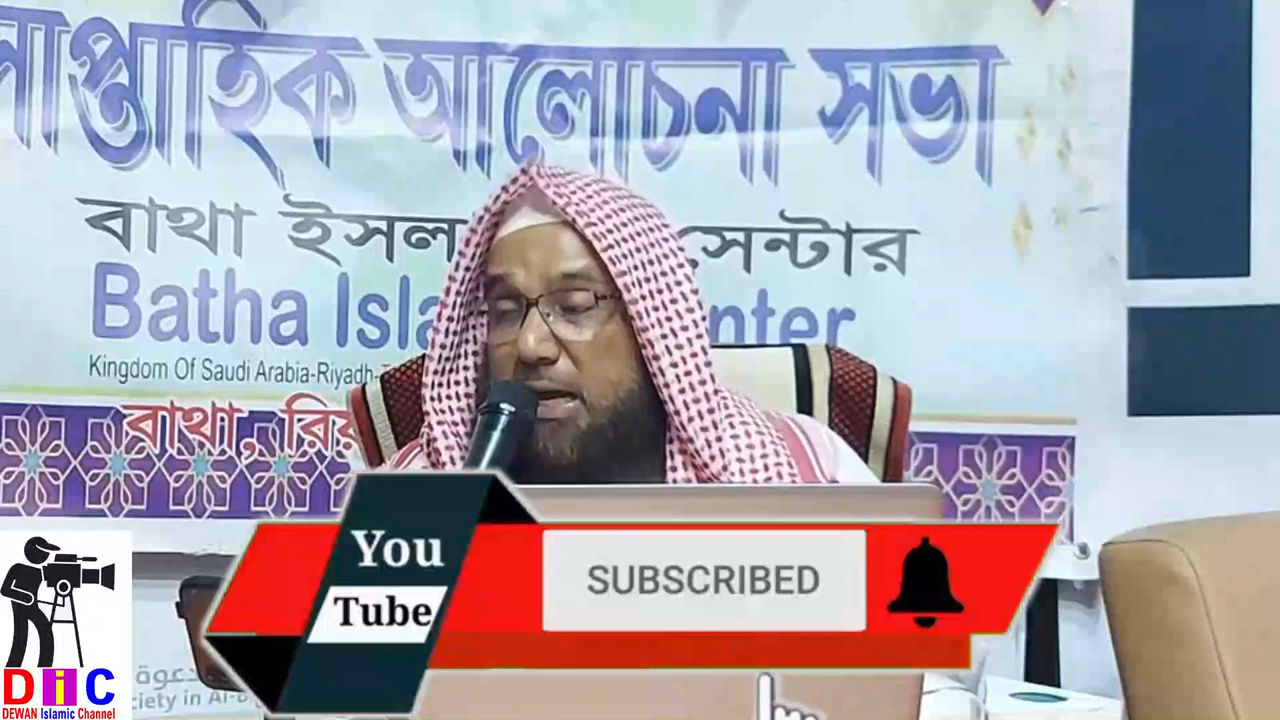 সাপ্তাহিক আলোচনা সভা
বাথা ইসল সেন্টার
Batha Isla nter
Kingdom Of Saudi Arabia-Riyadh-
বাথা, রিয
You
Tube
SUBSCRIBED
دعوة
ciety in Al-B
DiC
DEWAN Islamic Channel